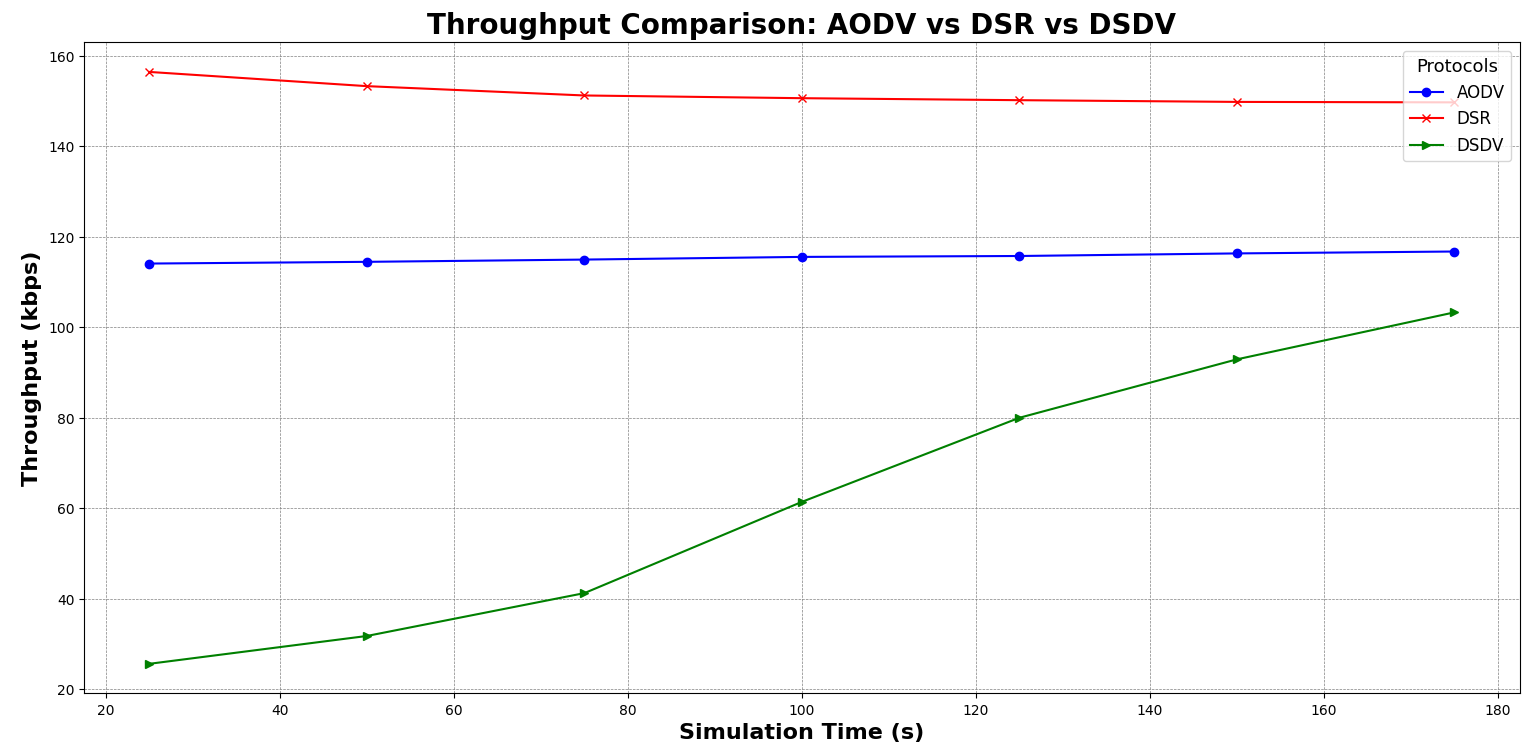 Throughput Comparison: AODV vs DSR vs DSDV
Throughput (kbps)
160
140
120
100
80
60
40
20
Protocols
AODV
DSR
DSDV
20 40 60 80 100 120 140 160 180
Simulation Time (s)